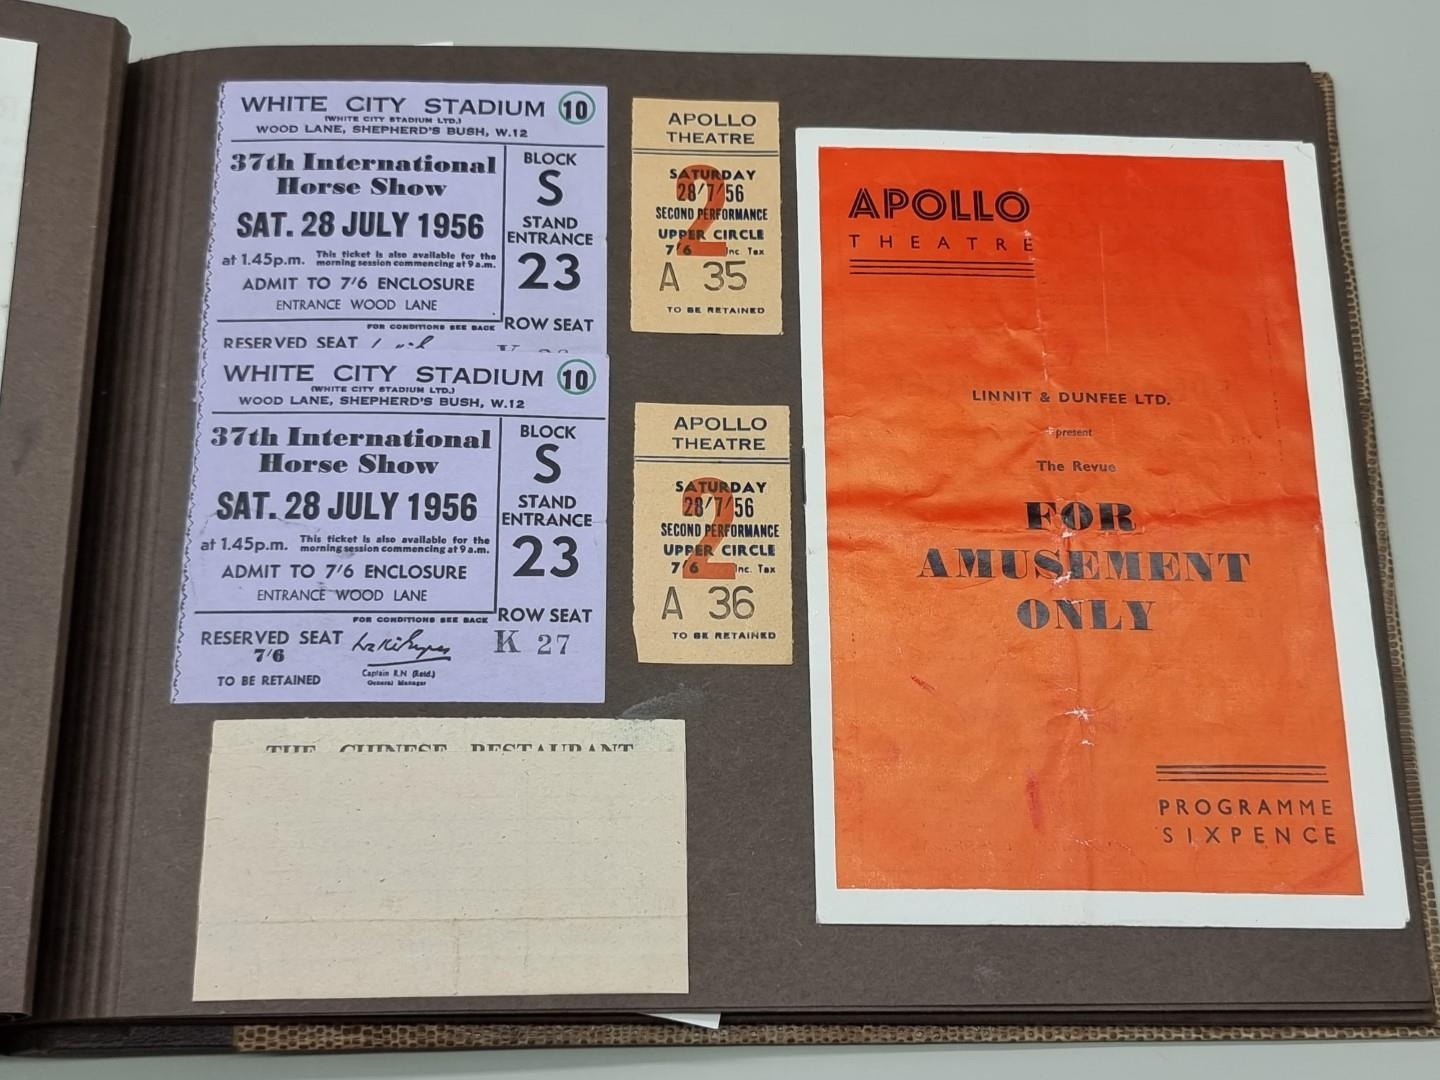 WHITE CITY STADIUM 10
(WHITE CITY STADIUM LTD.)
WOOD LANE, SHEPHERD'S BUSH, W.12
37th International
Horse Show
SAT. 28 JULY 1956
at 1.45p.m. This ticket is also available for the
morning session commencing at 9 a.m.
ADMIT TO 7/6 ENCLOSURE
ENTRANCE WOOD LANE
BLOCK
S
STAND
ENTRANCE
23
FOR CONDITIONS SEE BACK
ROW SEAT
RESERVED SEAT
WHITE CITY STADIUM 10
(WHITE CITY STADIUM LTD.)
WOOD LANE, SHEPHERD'S BUSH, W.12
37th International
Horse Show
SAT. 28 JULY 1956
at 1.45p.m. This ticket is also available for the
morning session commencing at 9 a.m.
ADMIT TO 7/6 ENCLOSURE
ENTRANCE WOOD LANE
BLOCK
S
STAND
ENTRANCE
23
FOR CONDITIONS SEE BACK
ROW SEAT
K 27
RESERVED SEAT
7/6
TO BE RETAINED
Captain R.N. (Retd.)
General Manager
THE CHINESE RESTAURANT
APOLLO
THEATRE
2
SATURDAY
28/7/56
SECOND PERFORMANCE
UPPER CIRCLE
7/6 Inc. Tax
A 35
TO BE RETAINED
APOLLO
THEATRE
2
SATURDAY
28/7/56
SECOND PERFORMANCE
UPPER CIRCLE
7/6 Inc. Tax
A 36
TO BE RETAINED
APOLLO
THEATRE
LINNIT & DUNFEE LTD.
present
The Revue
FOR
AMUSEMENT
ONLY
PROGRAMME
SIXPENCE